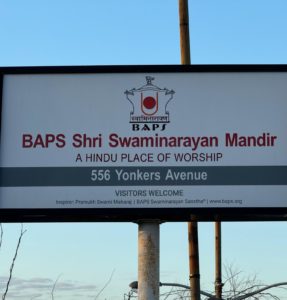 स्वामिनारायण
BAPS
BAPS Shri Swaminarayan Mandir
A HINDU PLACE OF WORSHIP
556 Yonkers Avenue
VISITORS WELCOME
Inspirer: Pramukh Swami Maharaj | BAPS Swaminarayan Sanstha® | www.baps.org